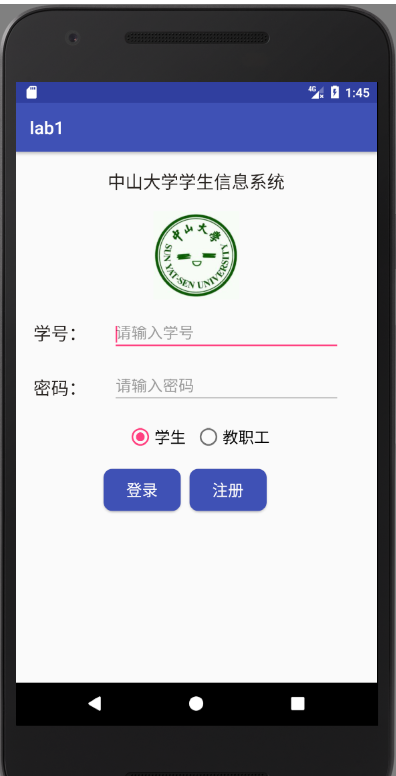 4G 1:45
lab1
中山大学学生信息系统
中山大学
SUN YAT-SEN UNIVERSITY
学号: 请输入学号
密码: 请输入密码
学生 教职工
登录 注册